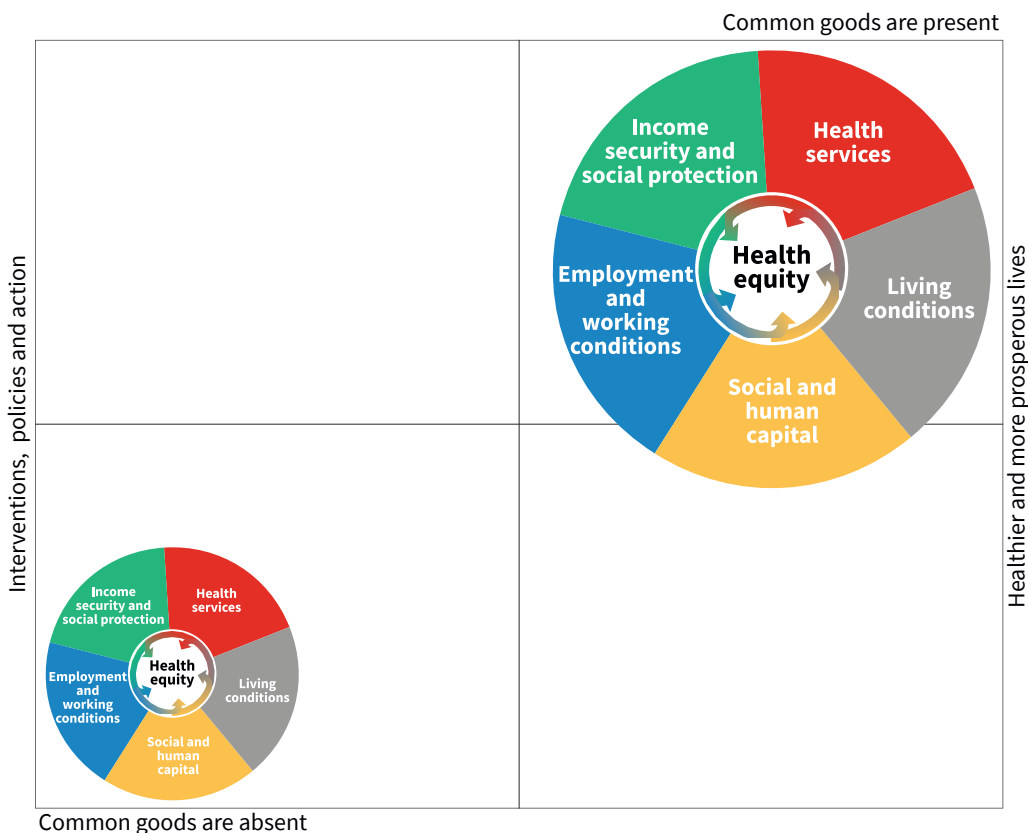 Common goods are present
Interventions, policies and action
Income
security and
social protection
Health
services
Health
equity
Employment
and
working
conditions
Living
conditions
Social and
human
capital
Healthier and more prosperous lives
Income
security and
social protection
Health
services
Health
equity
Employment
and
working
conditions
Living
conditions
Social and
human
capital
Common goods are absent